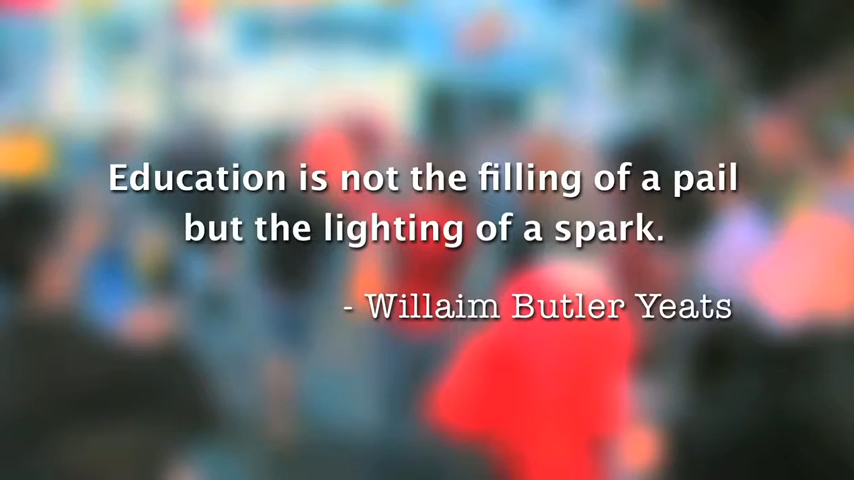 Education is not the filling of a pail
but the lighting of a spark.
- Willaim Butler Yeats